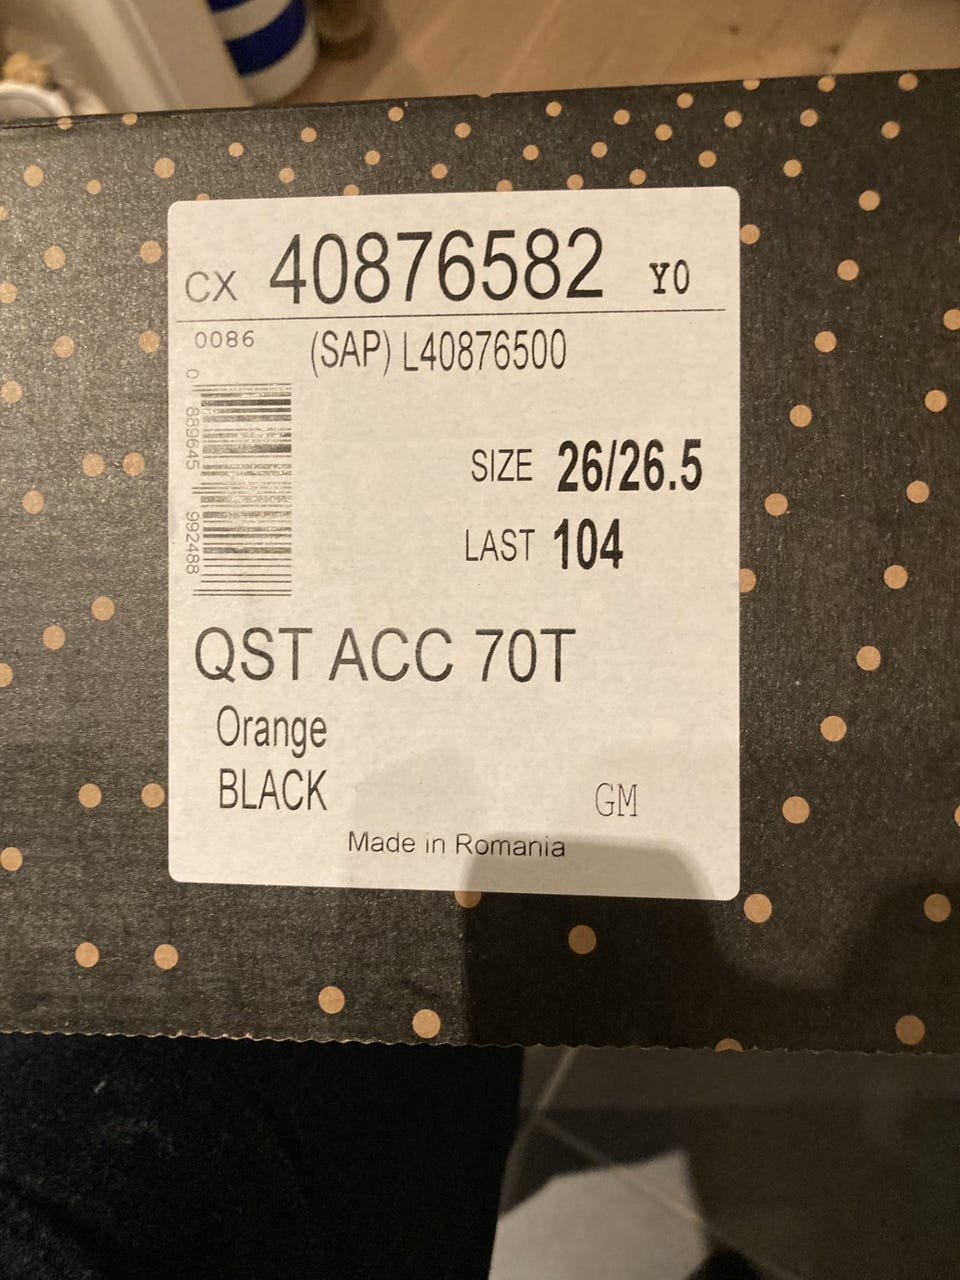 CX 40876582 Y0
0086 (SAP) L40876500
0 889645 992488
SIZE 26/26.5
LAST 104
QST ACC 70T
Orange
BLACK GM
Made in Romania